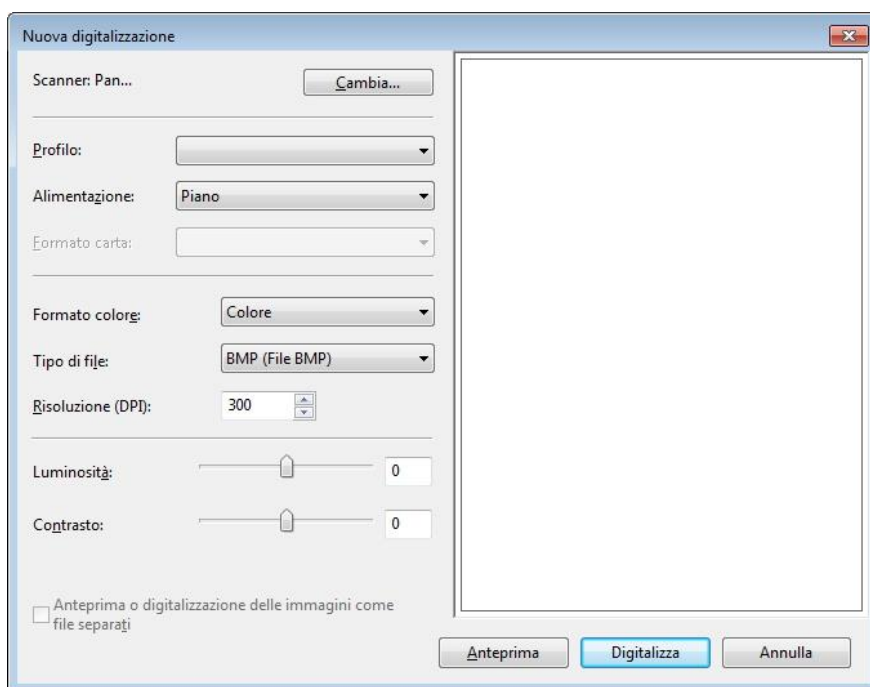 Nuova digitalizzazione
Scanner: Pan...
Cambia...
Profilo:
Alimentazione:
Piano
Formato carta:
Formato colore:
Colore
Tipo di file:
BMP (File BMP)
Risoluzione (DPI):
300
Luminosità:
0
Contrasto:
0
Anteprima o digitalizzazione delle immagini come
file separati
Anteprima
Digitalizza
Annulla